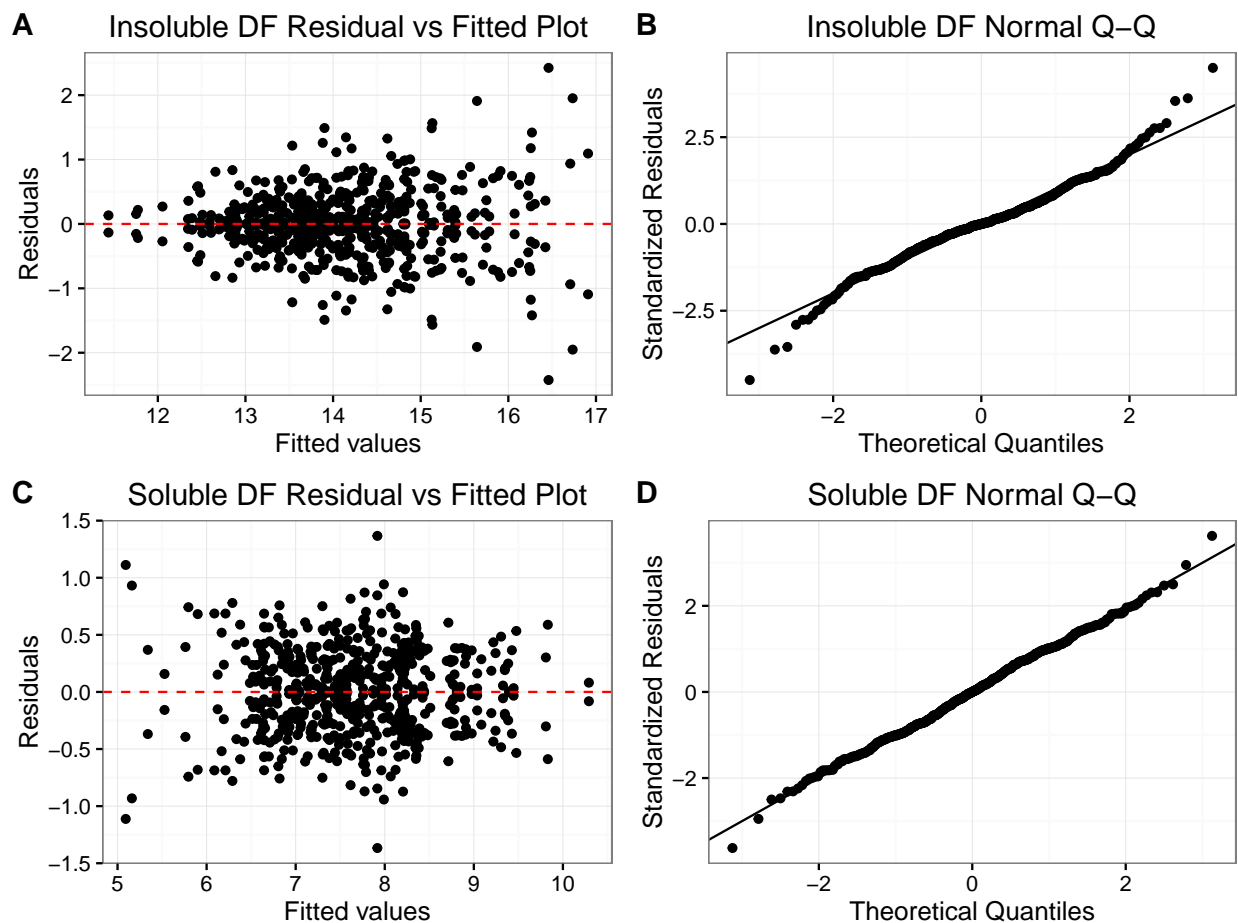 A Insoluble DF Residual vs Fitted Plot
2
1
0
−1
−2
Residuals
12 13 14 15 16 17
Fitted values
B Insoluble DF Normal Q−Q
2.5
0.0
−2.5
Standardized Residuals
−2 0 2
Theoretical Quantiles
C Soluble DF Residual vs Fitted Plot
1.5
1.0
0.5
0.0
−0.5
−1.0
−1.5
Residuals
5 6 7 8 9 10
Fitted values
D Soluble DF Normal Q−Q
2
0
−2
Standardized Residuals
−2 0 2
Theoretical Quantiles